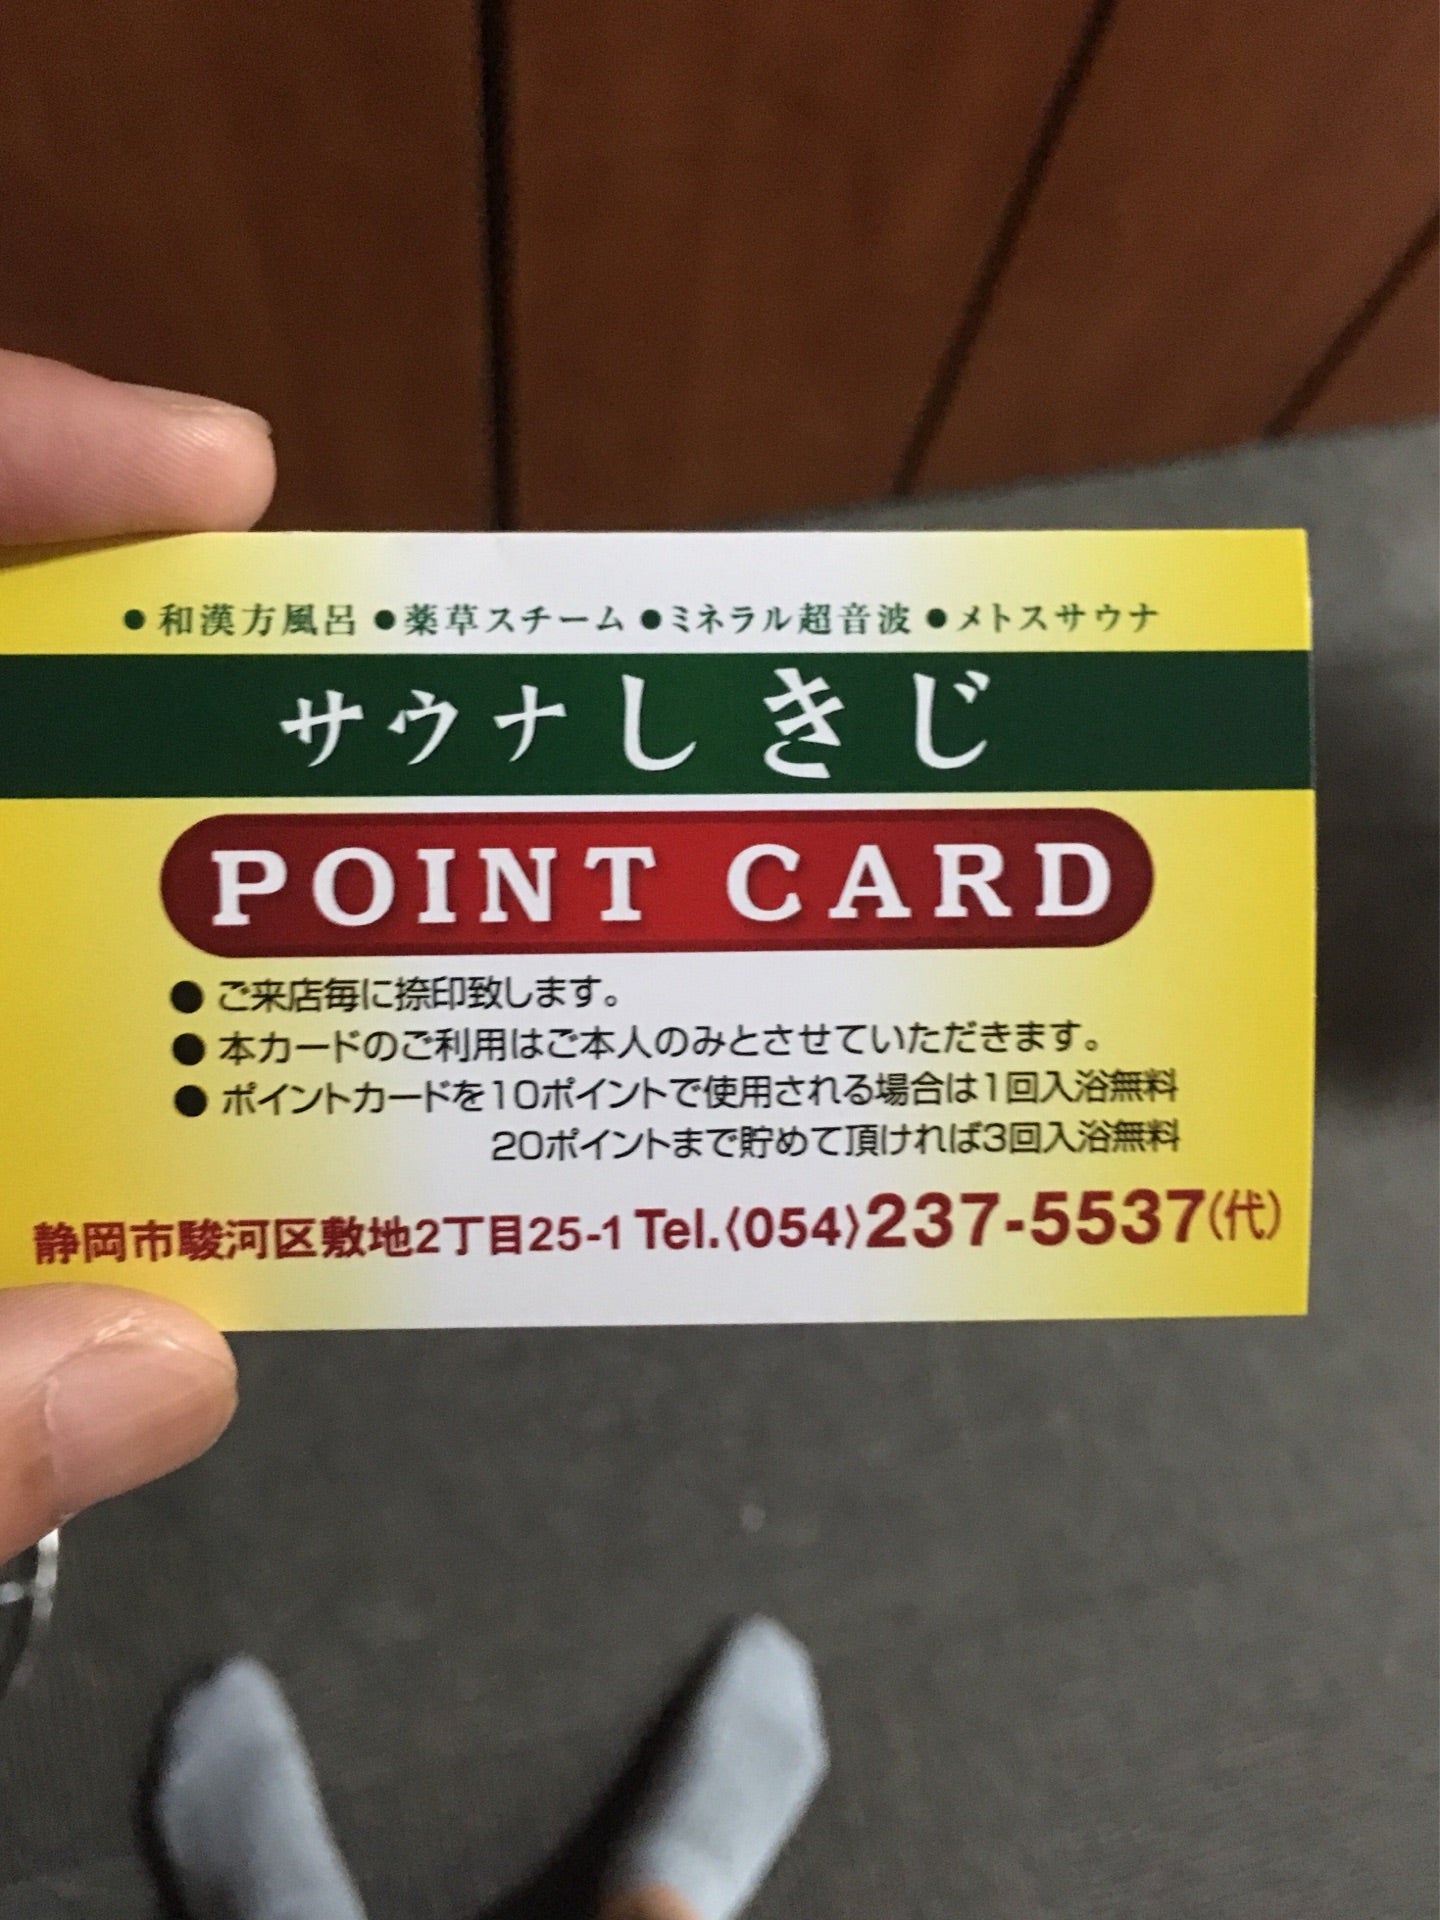 ●和漢方風呂 ●薬草スチーム ●ミネラル超音波 ●メトスサウナ
サウナしきじ
POINT CARD
● ご来店毎に捺印致します。
● 本カードのご利用はご本人のみとさせていただきます。
● ポイントカードを10ポイントで使用される場合は1回入浴無料
20ポイントまで貯めて頂ければ3回入浴無料
静岡市駿河区敷地2丁目25-1 Tel.〈054〉237-5537(代)